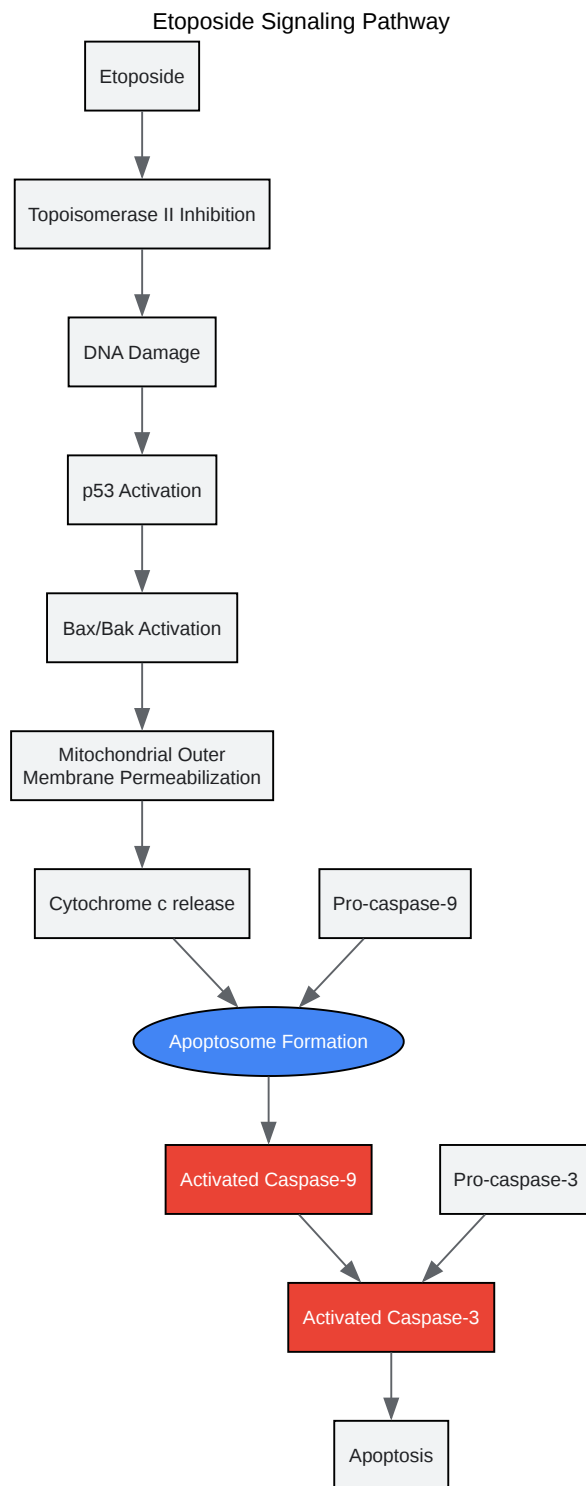 Etoposide Signaling Pathway
Etoposide
Topoisomerase II Inhibition
DNA Damage
p53 Activation
Bax/Bak Activation
Mitochondrial Outer
Membrane Permeabilization
Cytochrome c release
Pro-caspase-9
Apoptosome Formation
Activated Caspase-9
Pro-caspase-3
Activated Caspase-3
Apoptosis